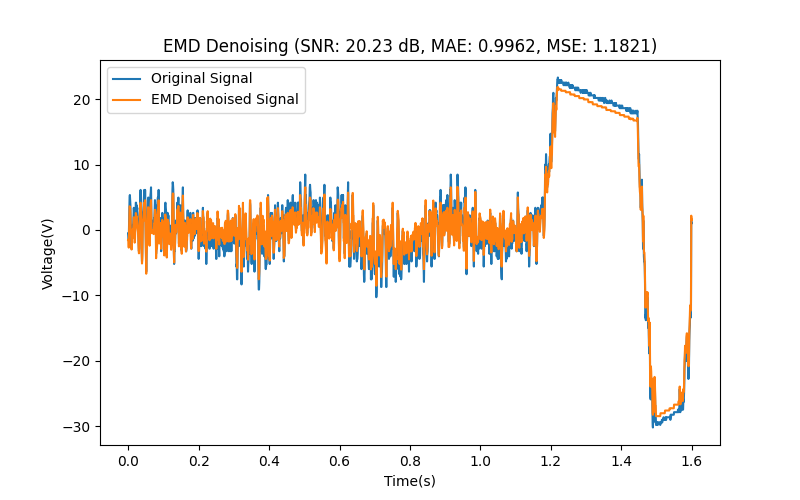 EMD Denoising (SNR: 20.23 dB, MAE: 0.9962, MSE: 1.1821)
Original Signal
EMD Denoised Signal
20
10
0
−10
−20
−30
Voltage(V)
0.0 0.2 0.4 0.6 0.8 1.0 1.2 1.4 1.6
Time(s)